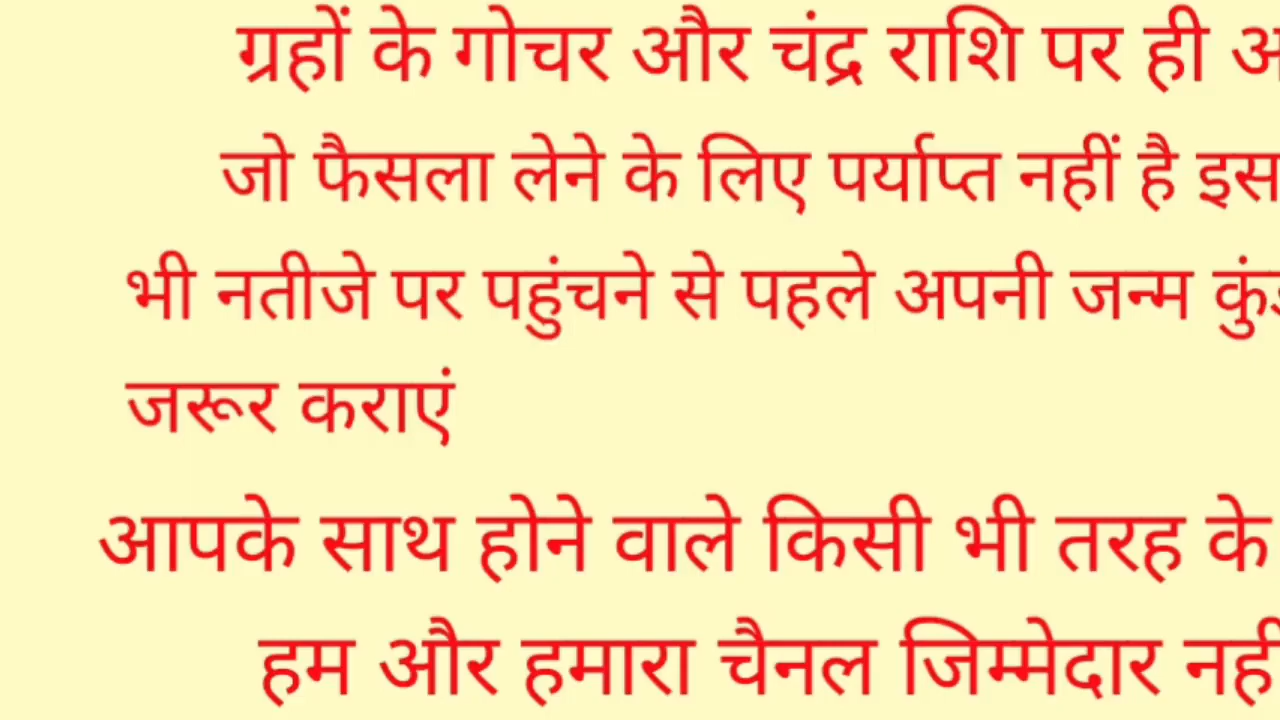 ग्रहों के गोचर और चंद्र राशि पर ही
जो फैसला लेने के लिए पर्याप्त नहीं है इस
भी नतीजे पर पहुंचने से पहले अपनी जन्म
जरूर कराएं
आपके साथ होने वाले किसी भी तरह के
हम और हमारा चैनल जिम्मेदार